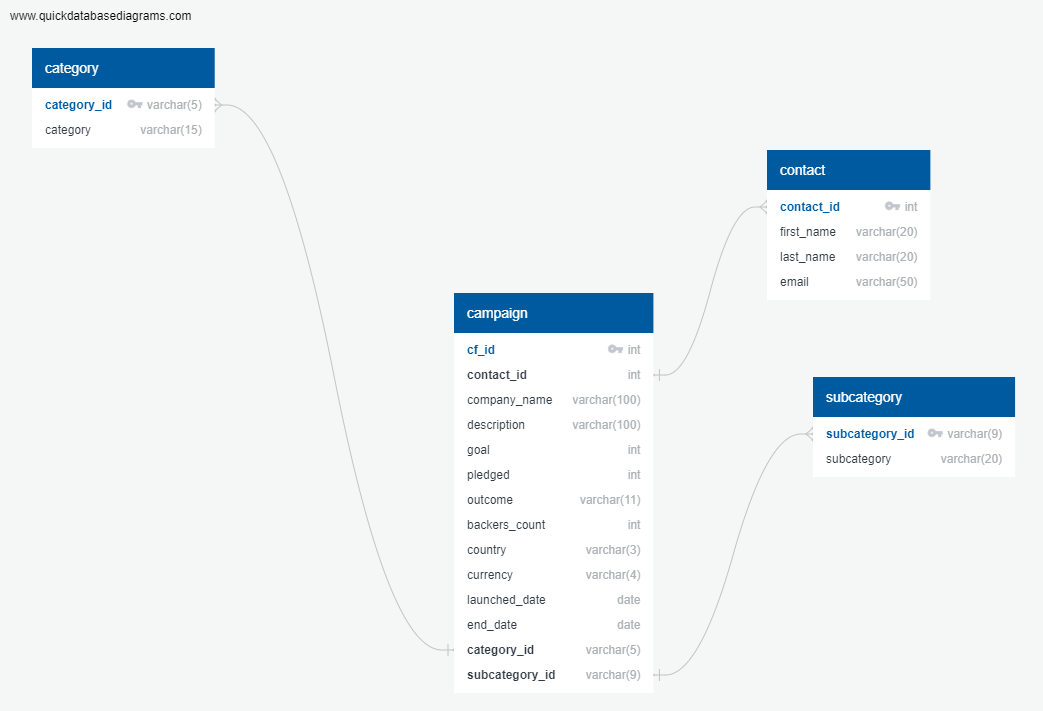 www.quickdatabasediagrams.com
category
category_id varchar(5)
category varchar(15)
contact
contact_id int
first_name varchar(20)
last_name varchar(20)
email varchar(50)
campaign
cf_id int
contact_id int
company_name varchar(100)
description varchar(100)
goal int
pledged int
outcome varchar(11)
backers_count int
country varchar(3)
currency varchar(4)
launched_date date
end_date date
category_id varchar(5)
subcategory_id varchar(9)
subcategory
subcategory_id varchar(9)
subcategory varchar(20)